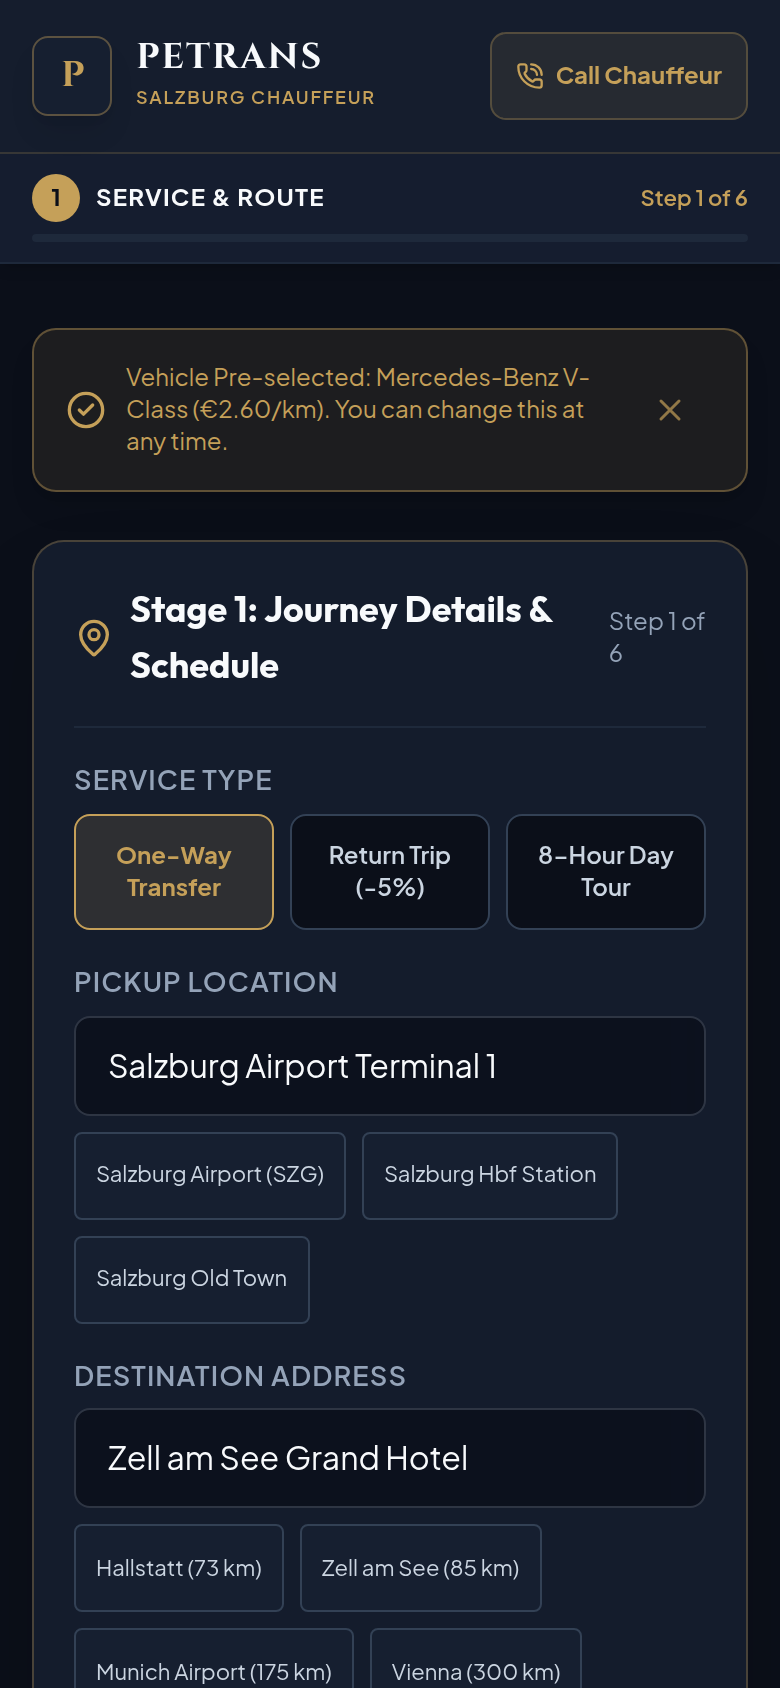 P
PETRANS
SALZBURG CHAUFFEUR
Call Chauffeur
1
SERVICE & ROUTE
Step 1 of 6
Vehicle Pre-selected: Mercedes-Benz V-
Class (€2.60/km). You can change this at
any time.
Stage 1: Journey Details &
Schedule
Step 1 of
6
SERVICE TYPE
One-Way
Transfer
Return Trip
(-5%)
8-Hour Day
Tour
PICKUP LOCATION
Salzburg Airport Terminal 1
Salzburg Airport (SZG)
Salzburg Hbf Station
Salzburg Old Town
DESTINATION ADDRESS
Zell am See Grand Hotel
Hallstatt (73 km)
Zell am See (85 km)
Munich Airport (175 km)
Vienna (300 km)